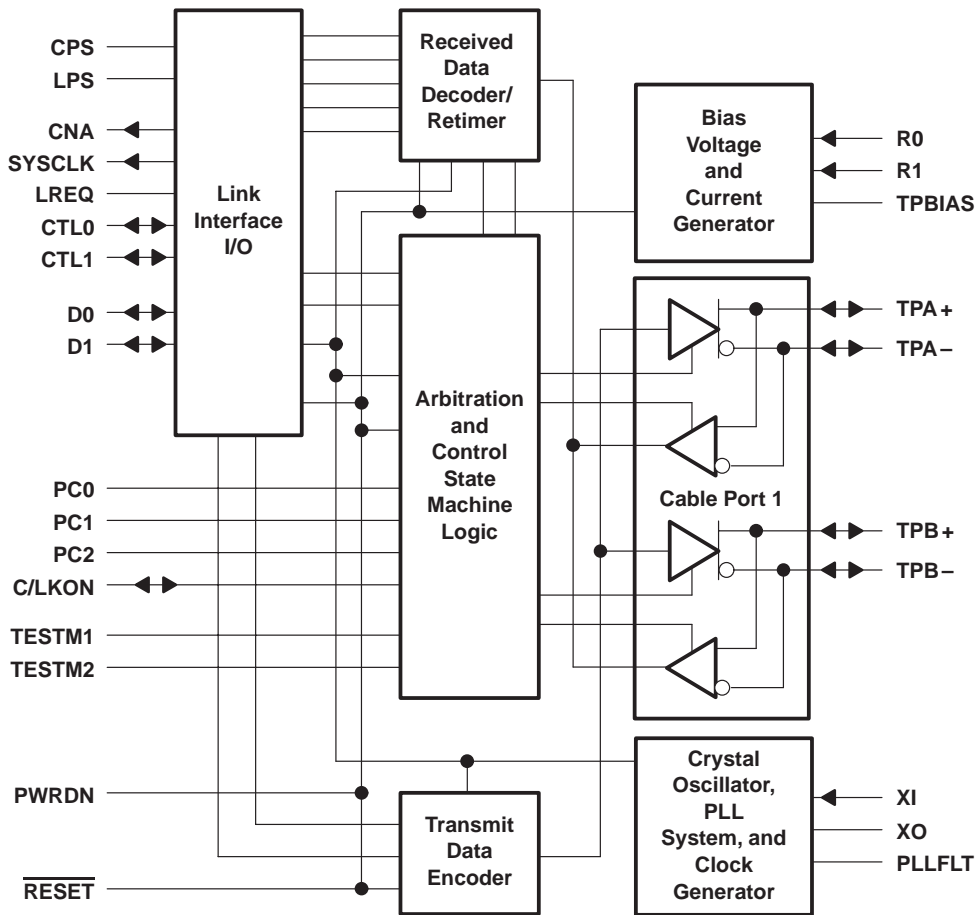 CPS
LPS
CNA
SYSCLK
LREQ
CTL0
CTL1
D0
D1
PC0
PC1
PC2
C/LKON
TESTM1
TESTM2
PWRDN
RESET
Link
Interface
I/O
Received
Data
Decoder/
Retimer
Arbitration
and
Control
State
Machine
Logic
Transmit
Data
Encoder
Bias
Voltage
and
Current
Generator
Cable Port 1
Crystal
Oscillator,
PLL
System, and
Clock
Generator
R0
R1
TPBIAS
TPA+
TPA−
TPB+
TPB−
XI
XO
PLLFLT